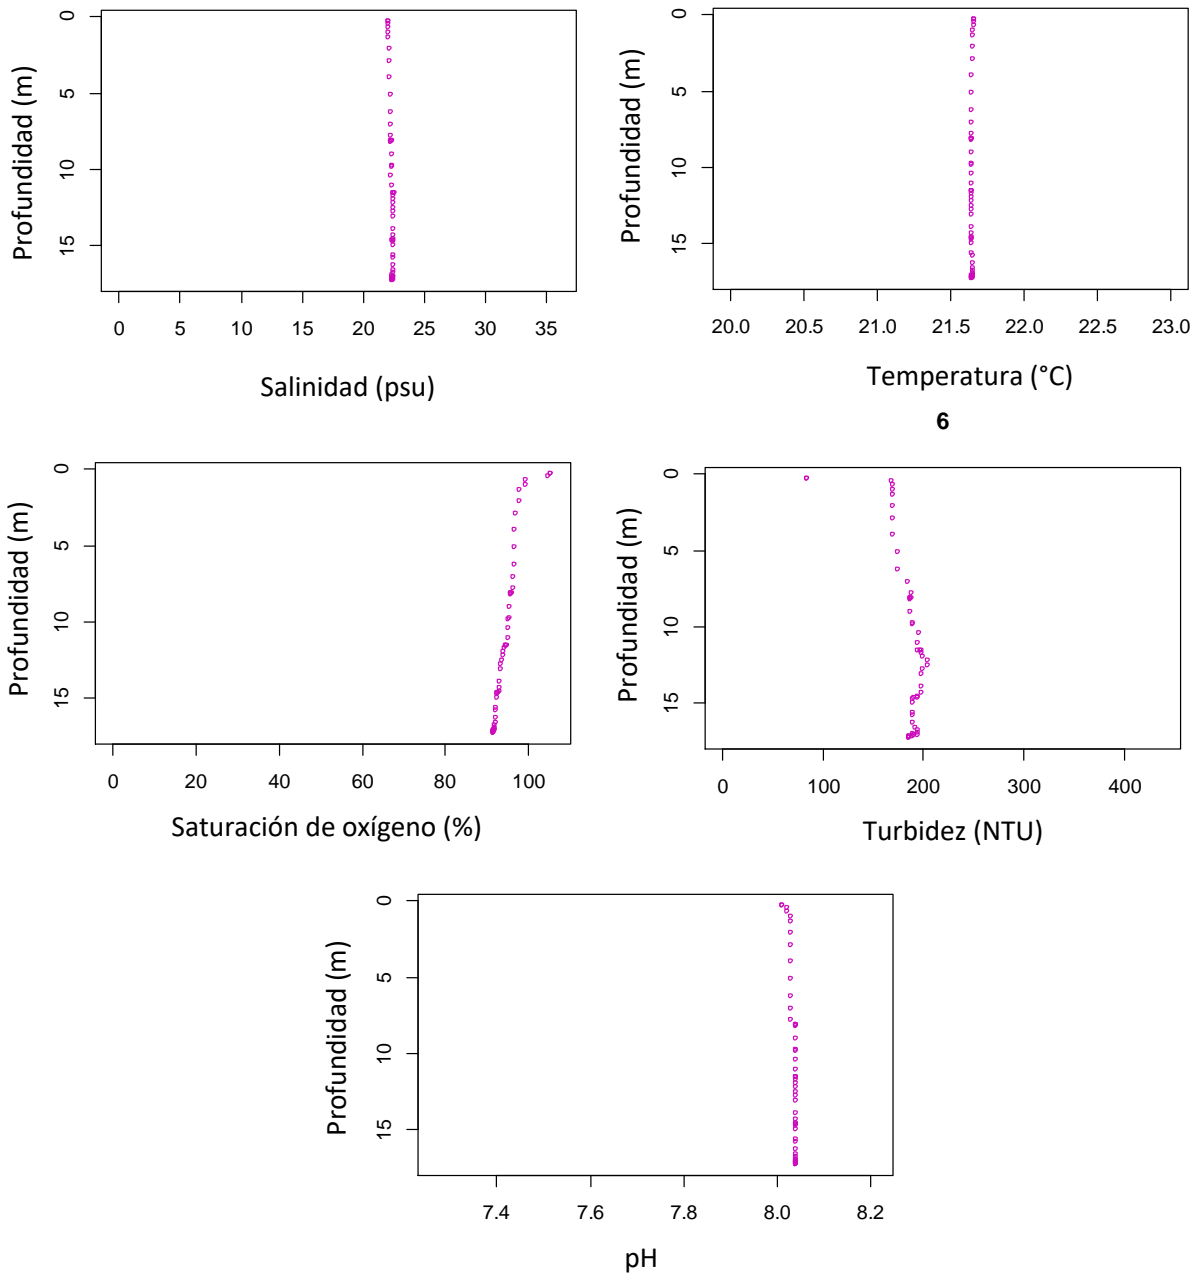 0
5
10
15
Profundidad (m)
0 5 10 15 20 25 30 35
Salinidad (psu)
0
5
10
15
Profundidad (m)
20.0 20.5 21.0 21.5 22.0 22.5 23.0
Temperatura (°C)
6
0
5
10
15
Profundidad (m)
0 20 40 60 80 100
Saturación de oxígeno (%)
0
5
10
15
Profundidad (m)
0 100 200 300 400
Turbidez (NTU)
0
5
10
15
Profundidad (m)
7.4 7.6 7.8 8.0 8.2
pH